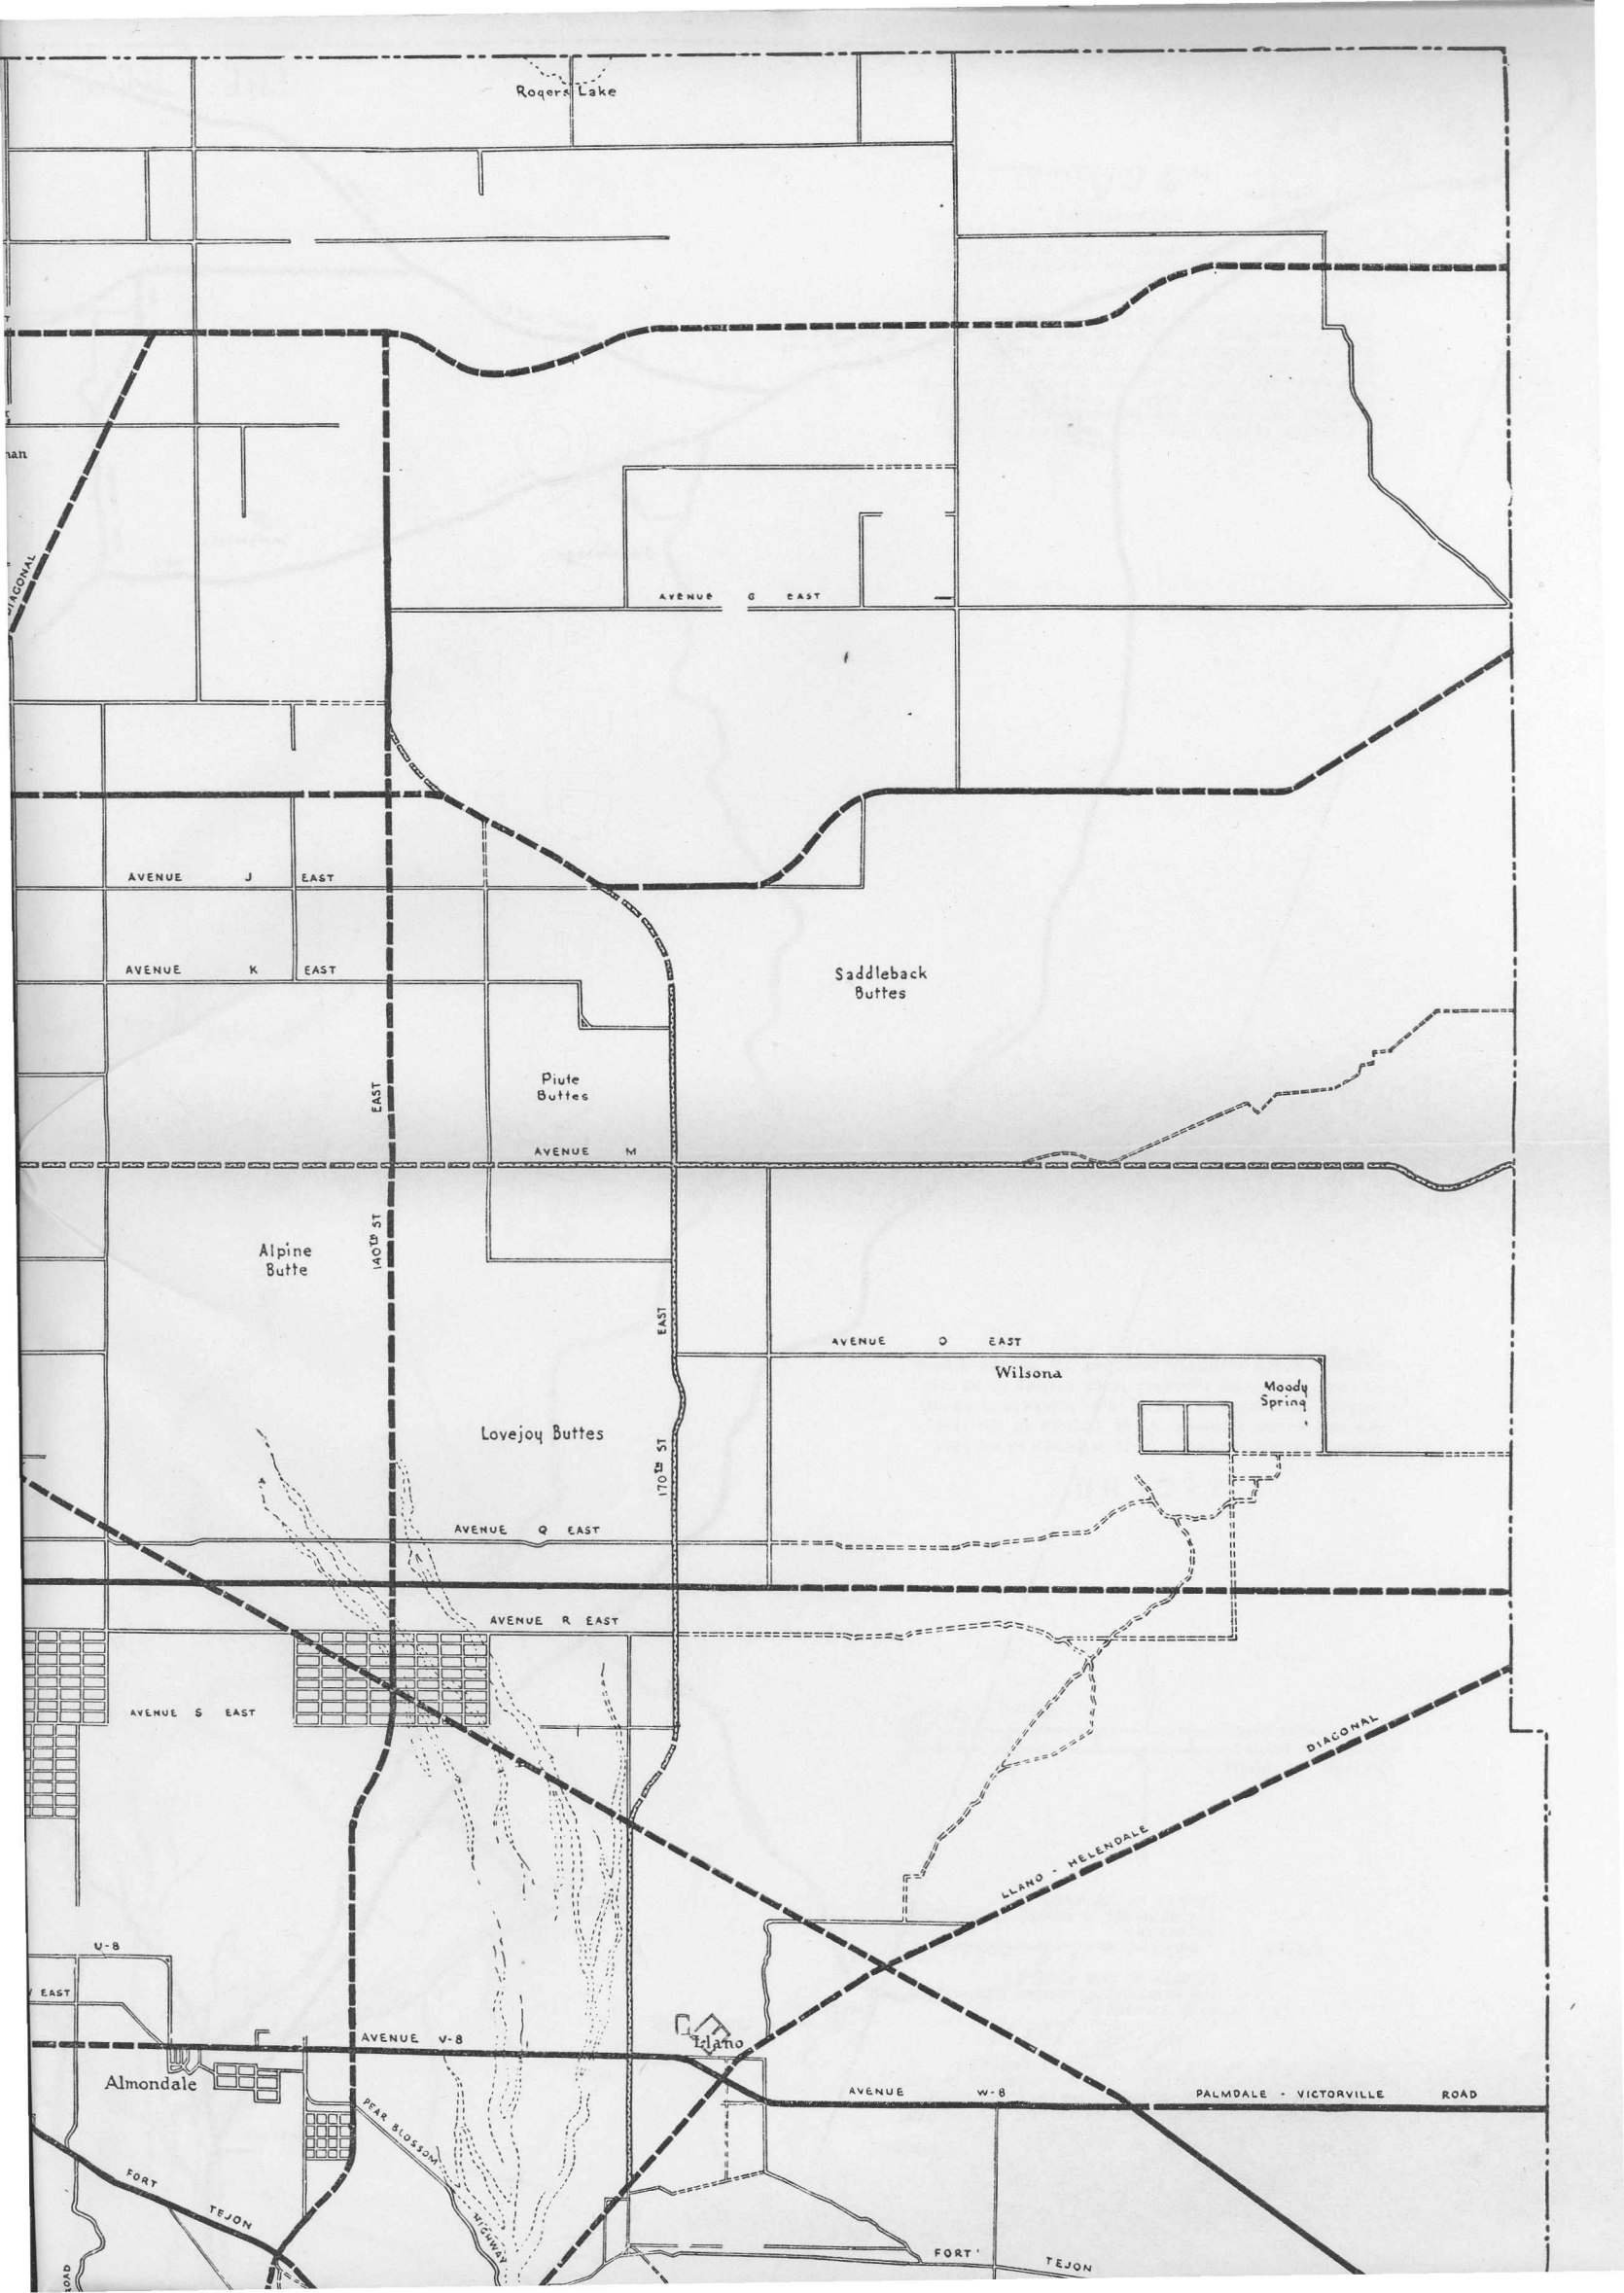 Rogers Lake
DIAGONAL
AVENUE G EAST
AVENUE J EAST
AVENUE K EAST
Saddleback
Buttes
Piute
Buttes
AVENUE M
140TH ST EAST
Alpine
Butte
AVENUE O EAST
Wilsona
Moody
Spring
Lovejoy Buttes
170TH ST EAST
AVENUE Q EAST
AVENUE R EAST
AVENUE S EAST
LLANO - HELENDALE DIAGONAL
U-8
EAST
AVENUE V-8
Llano
Almondale
AVENUE W-8
PALMDALE - VICTORVILLE ROAD
PEAR BLOSSOM HIGHWAY
FORT TEJON
FORT TEJON